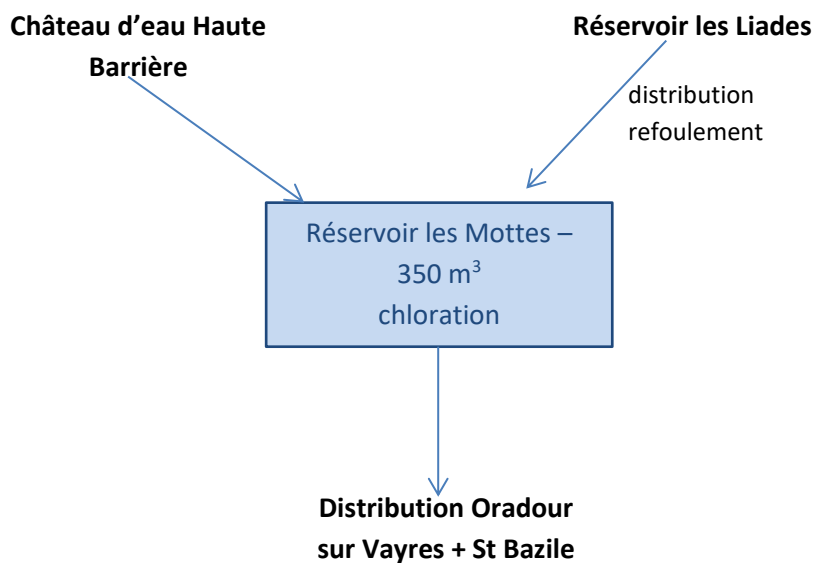 Château d’eau Haute
Barrière
Réservoir les Liades
distribution
refoulement
Réservoir les Mottes –
350 m³
chloration
Distribution Oradour
sur Vayres + St Bazile